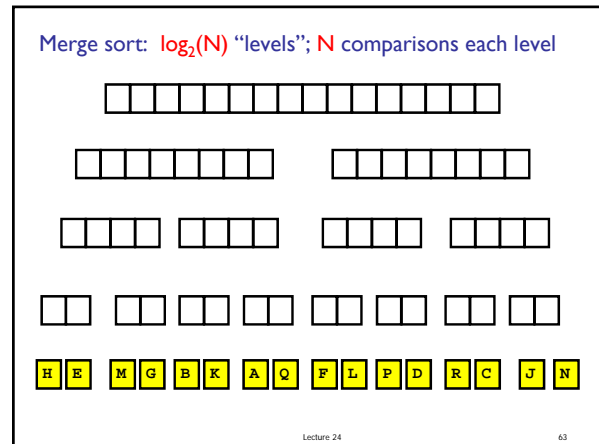 Merge sort: log₂(N) “levels”; N comparisons each level
H E M G B K A Q F L P D R C J N
Lecture 24 63